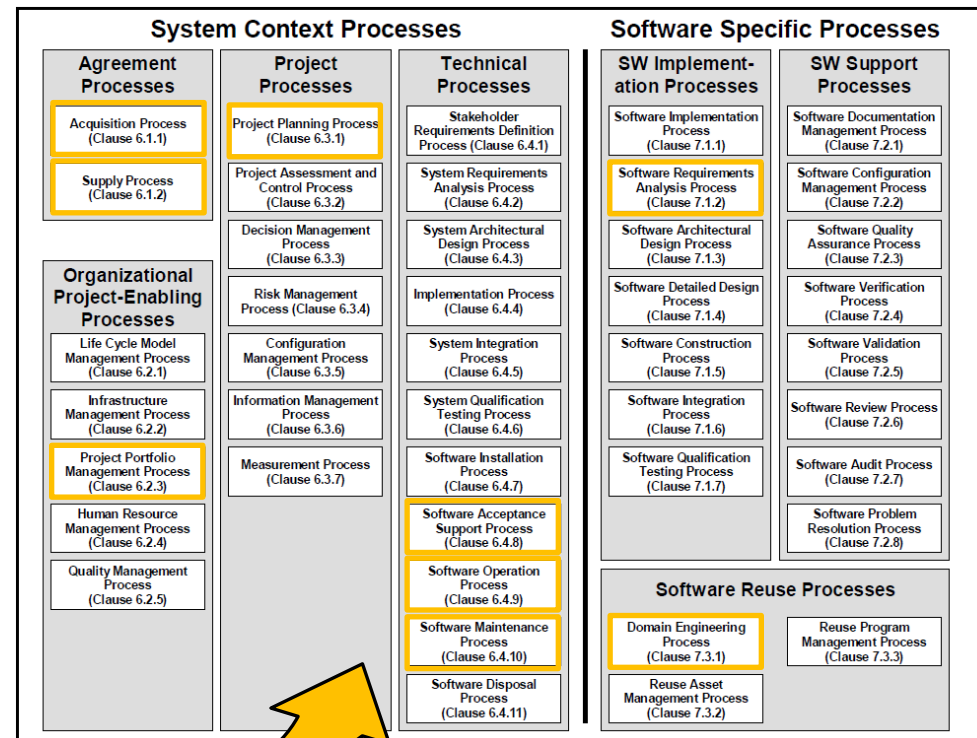 System Context Processes
Software Specific Processes
Agreement
Processes
Acquisition Process
(Clause 6.1.1)
Supply Process
(Clause 6.1.2)
Organizational
Project-Enabling
Processes
Life Cycle Model
Management Process
(Clause 6.2.1)
Infrastructure
Management Process
(Clause 6.2.2)
Project Portfolio
Management Process
(Clause 6.2.3)
Human Resource
Management Process
(Clause 6.2.4)
Quality Management
Process
(Clause 6.2.5)
Project
Processes
Project Planning Process
(Clause 6.3.1)
Project Assessment and
Control Process
(Clause 6.3.2)
Decision Management
Process
(Clause 6.3.3)
Risk Management
Process (Clause 6.3.4)
Configuration
Management Process
(Clause 6.3.5)
Information Management
Process
(Clause 6.3.6)
Measurement Process
(Clause 6.3.7)
Technical
Processes
Stakeholder
Requirements Definition
Process (Clause 6.4.1)
System Requirements
Analysis Process
(Clause 6.4.2)
System Architectural
Design Process
(Clause 6.4.3)
Implementation Process
(Clause 6.4.4)
System Integration
Process
(Clause 6.4.5)
System Qualification
Testing Process
(Clause 6.4.6)
Software Installation
Process
(Clause 6.4.7)
Software Acceptance
Support Process
(Clause 6.4.8)
Software Operation
Process
(Clause 6.4.9)
Software Maintenance
Process
(Clause 6.4.10)
Software Disposal
Process
(Clause 6.4.11)
SW Implement-
ation Processes
Software Implementation
Process
(Clause 7.1.1)
Software Requirements
Analysis Process
(Clause 7.1.2)
Software Architectural
Design Process
(Clause 7.1.3)
Software Detailed Design
Process
(Clause 7.1.4)
Software Construction
Process
(Clause 7.1.5)
Software Integration
Process
(Clause 7.1.6)
Software Qualification
Testing Process
(Clause 7.1.7)
SW Support
Processes
Software Documentation
Management Process
(Clause 7.2.1)
Software Configuration
Management Process
(Clause 7.2.2)
Software Quality
Assurance Process
(Clause 7.2.3)
Software Verification
Process
(Clause 7.2.4)
Software Validation
Process
(Clause 7.2.5)
Software Review Process
(Clause 7.2.6)
Software Audit Process
(Clause 7.2.7)
Software Problem
Resolution Process
(Clause 7.2.8)
Software Reuse Processes
Domain Engineering
Process
(Clause 7.3.1)
Reuse Asset
Management Process
(Clause 7.3.2)
Reuse Program
Management Process
(Clause 7.3.3)